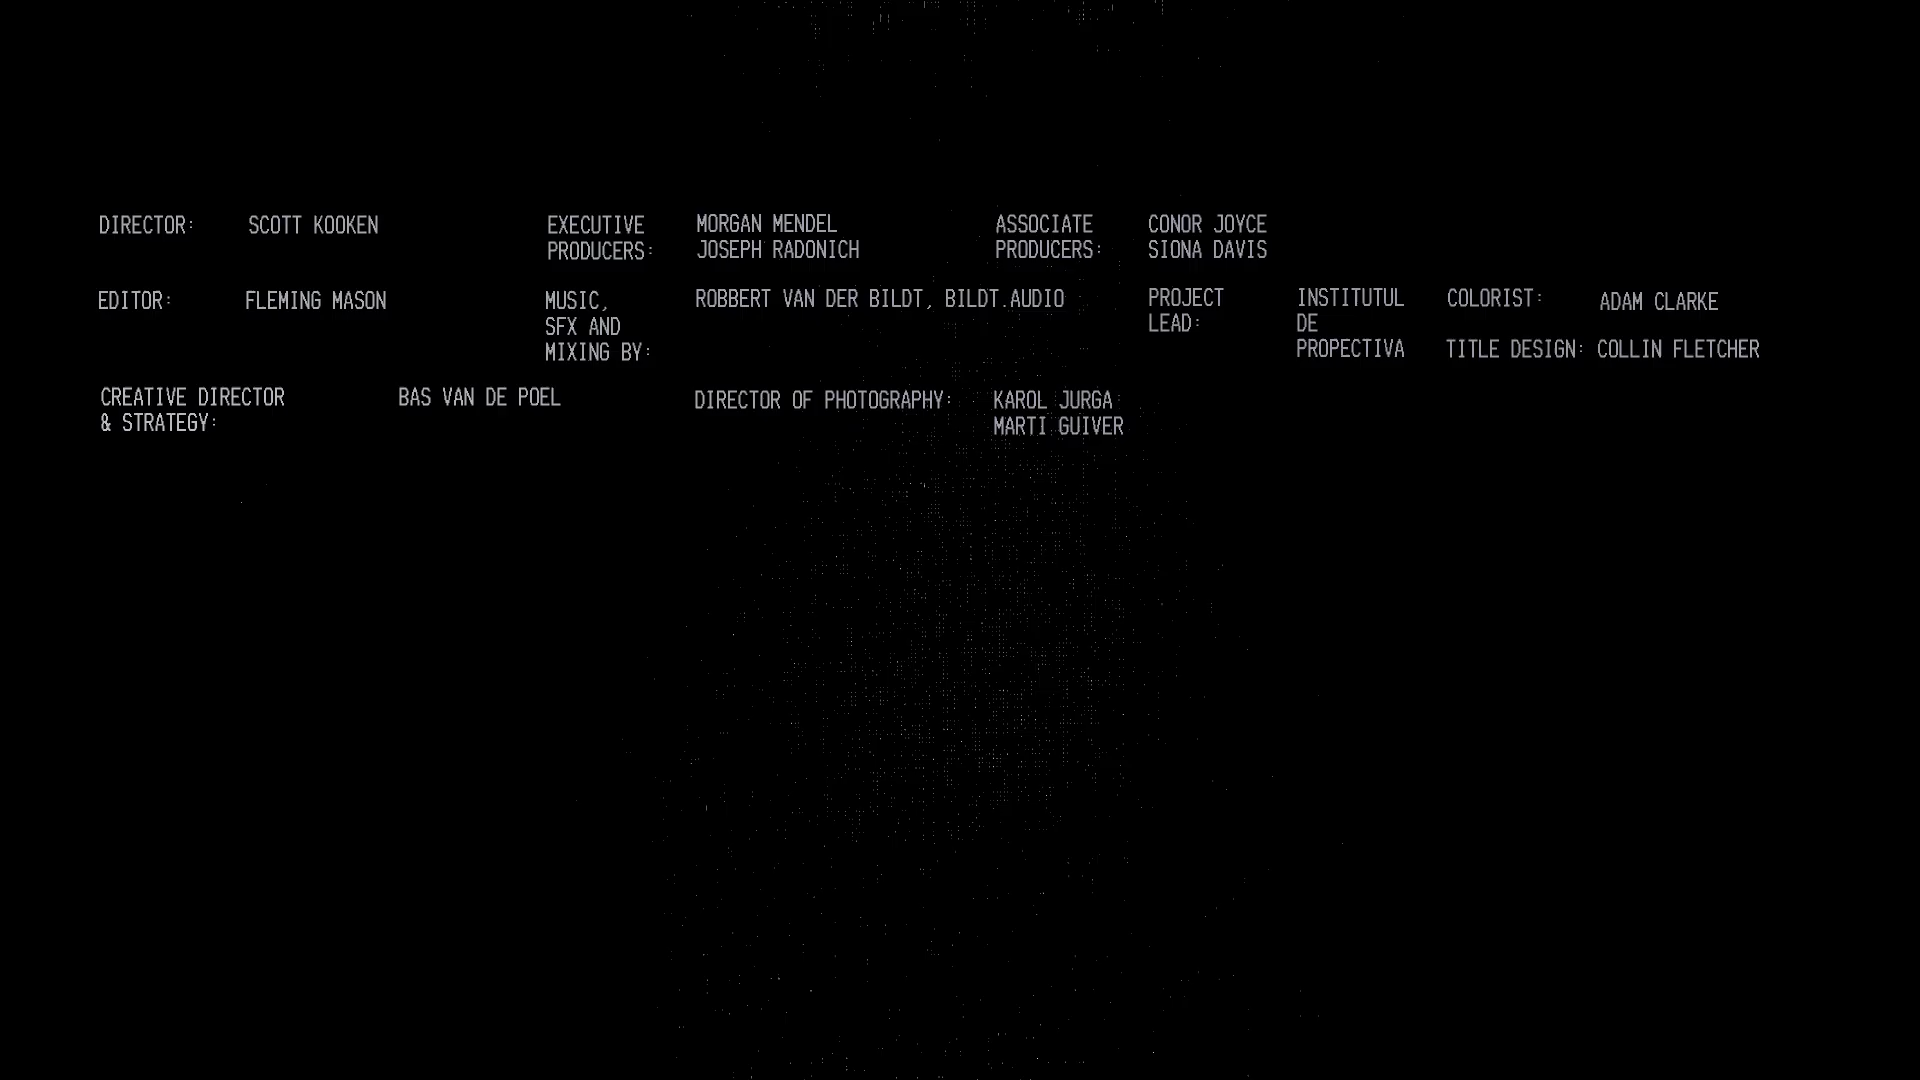 DIRECTOR: SCOTT KOOKEN
EXECUTIVE
PRODUCERS:
MORGAN MENDEL
JOSEPH RADONICH
ASSOCIATE
PRODUCERS:
CONOR JOYCE
SIONA DAVIS
EDITOR: FLEMING MASON
MUSIC,
SFX AND
MIXING BY:
ROBBERT VAN DER BILDT, BILDT.AUDIO
PROJECT
LEAD:
INSTITUTUL
DE
PROPECTIVA
COLORIST: ADAM CLARKE
TITLE DESIGN: COLLIN FLETCHER
CREATIVE DIRECTOR
& STRATEGY:
BAS VAN DE POEL
DIRECTOR OF PHOTOGRAPHY:
KAROL JURGA
MARTI GUIVER